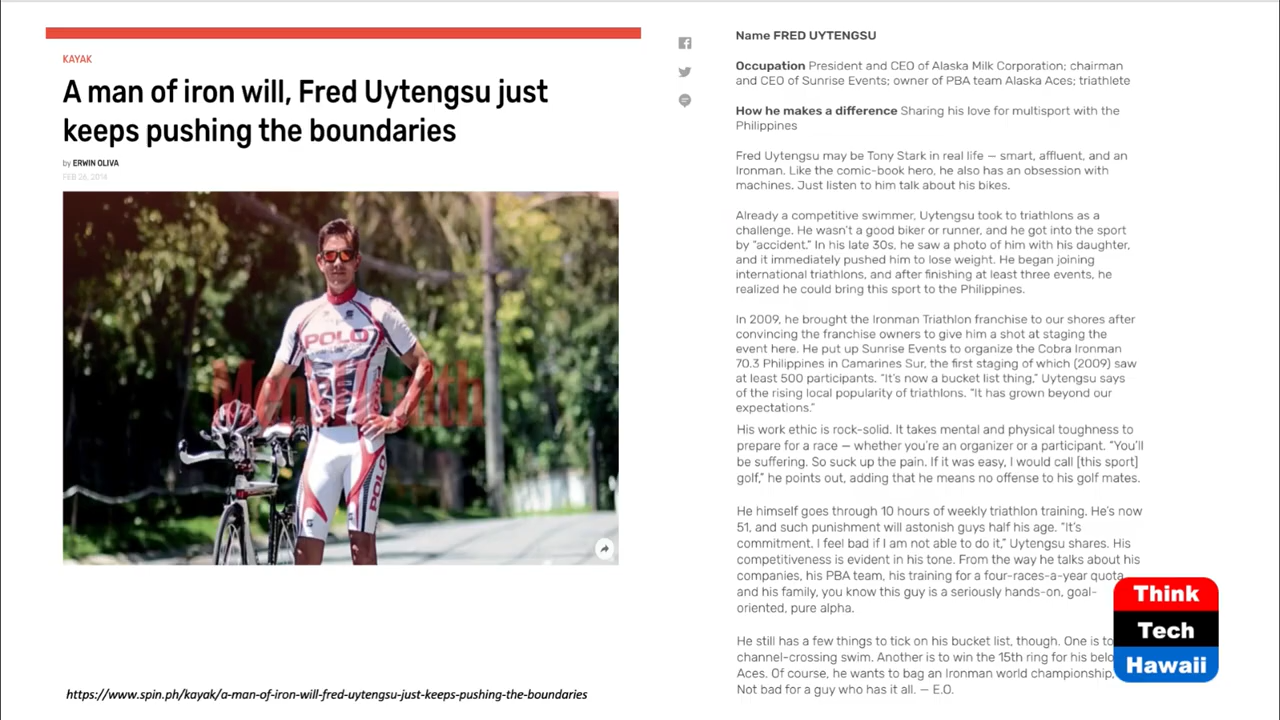 KAYAK
A man of iron will, Fred Uytengsu just
keeps pushing the boundaries
by ERWIN OLIVA
FEB 26, 2014
Men'sHealth
POLO
POLO
https://www.spin.ph/kayak/a-man-of-iron-will-fred-uytengsu-just-keeps-pushing-the-boundaries
Name FRED UYTENGSU
Occupation President and CEO of Alaska Milk Corporation; chairman
and CEO of Sunrise Events; owner of PBA team Alaska Aces; triathlete
How he makes a difference Sharing his love for multisport with the
Philippines
Fred Uytengsu may be Tony Stark in real life — smart, affluent, and an
Ironman. Like the comic-book hero, he also has an obsession with
machines. Just listen to him talk about his bikes.
Already a competitive swimmer, Uytengsu took to triathlons as a
challenge. He wasn't a good biker or runner, and he got into the sport
by "accident." In his late 30s, he saw a photo of him with his daughter,
and it immediately pushed him to lose weight. He began joining
international triathlons, and after finishing at least three events, he
realized he could bring this sport to the Philippines.
In 2009, he brought the Ironman Triathlon franchise to our shores after
convincing the franchise owners to give him a shot at staging the
event here. He put up Sunrise Events to organize the Cobra Ironman
70.3 Philippines in Camarines Sur, the first staging of which (2009) saw
at least 500 participants. "It's now a bucket list thing," Uytengsu says
of the rising local popularity of triathlons. "It has grown beyond our
expectations."
His work ethic is rock-solid. It takes mental and physical toughness to
prepare for a race — whether you're an organizer or a participant. "You'll
be suffering. So suck up the pain. If it was easy, I would call [this sport]
golf," he points out, adding that he means no offense to his golf mates.
He himself goes through 10 hours of weekly triathlon training. He's now
51, and such punishment will astonish guys half his age. "It's
commitment. I feel bad if I am not able to do it," Uytengsu shares. His
competitiveness is evident in his tone. From the way he talks about his
companies, his PBA team, his training for a four-races-a-year quota,
and his family, you know this guy is a seriously hands-on, goal-
oriented, pure alpha.
He still has a few things to tick on his bucket list, though. One is to
channel-crossing swim. Another is to win the 15th ring for his
Aces. Of course, he wants to bag an Ironman world championship,
Not bad for a guy who has it all. — E.O.
Think
Tech
Hawaii